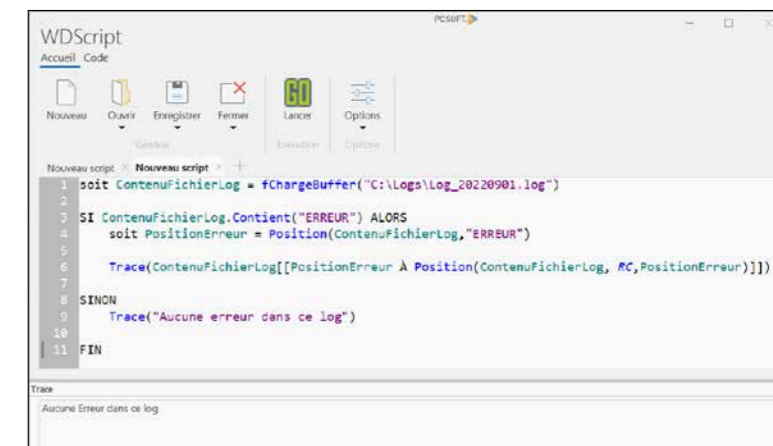 PCSOFT
WDScript
Accueil Code
Nouveau Ouvrir Enregistrer Fermer Lancer Options
Général Exécution Options
Nouveau script × Nouveau script × +
1 soit ContenuFichierLog = fChargeBuffer("C:\Logs\Log_20220901.log")
2
3 SI ContenuFichierLog.Contient("ERREUR") ALORS
4 soit PositionErreur = Position(ContenuFichierLog,"ERREUR")
5
6 Trace(ContenuFichierLog[[PositionErreur À Position(ContenuFichierLog, RC,PositionErreur)]])
7
8 SINON
9 Trace("Aucune erreur dans ce log")
10
11 FIN
Trace
Aucune Erreur dans ce log